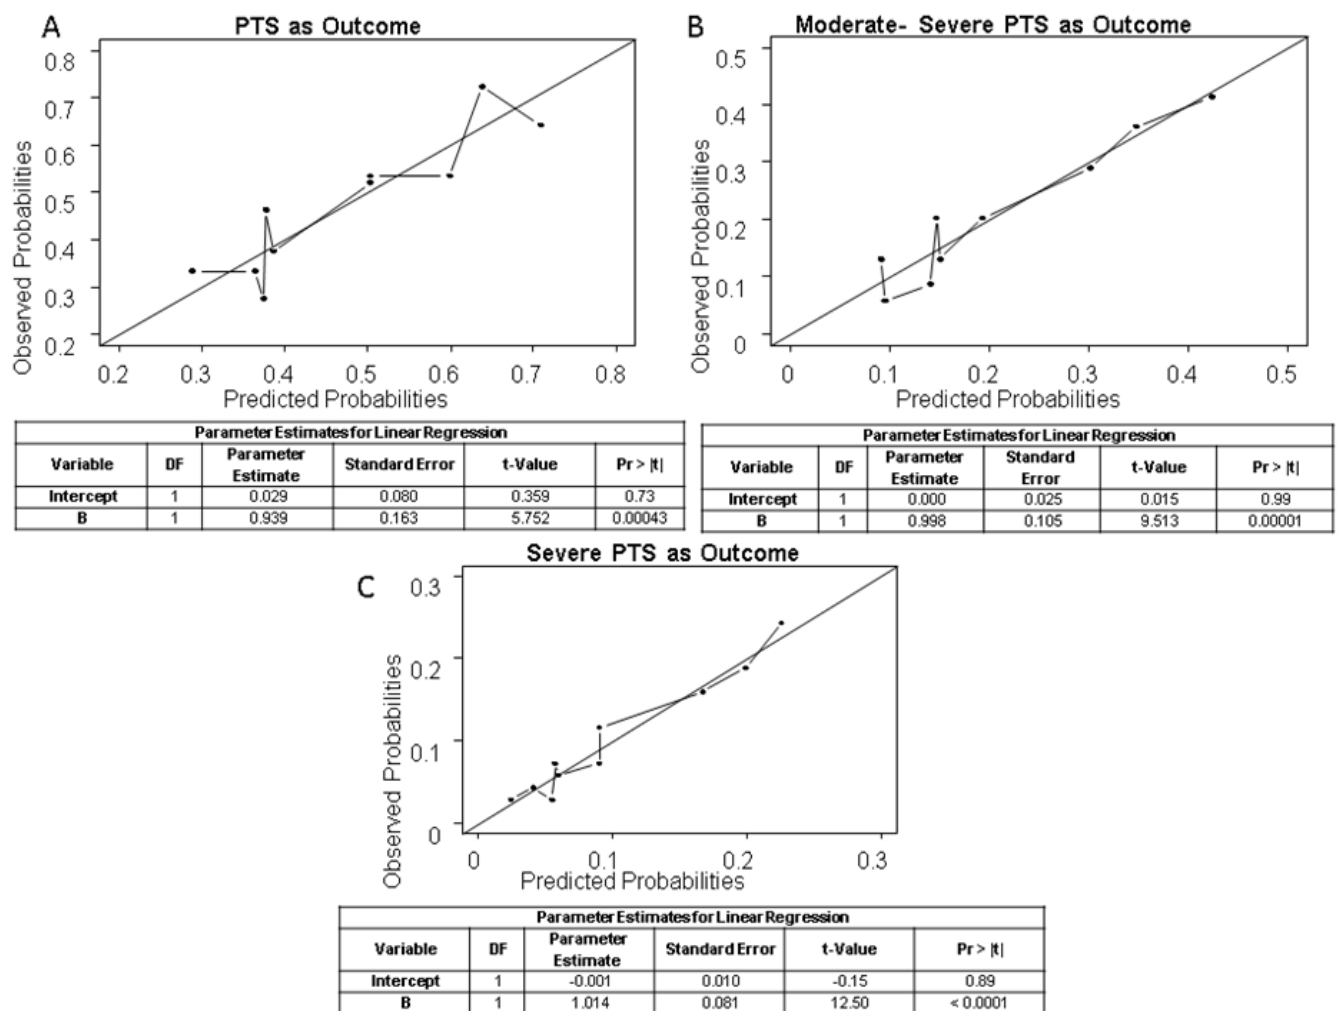 A
PTS as Outcome
Observed Probabilities
0.8
0.7
0.6
0.5
0.4
0.3
0.2
0.2 0.3 0.4 0.5 0.6 0.7 0.8
Predicted Probabilities
Parameter Estimates for Linear Regression
Variable DF Parameter Estimate Standard Error t-Value Pr > |t|
Intercept 1 0.029 0.080 0.359 0.73
B 1 0.939 0.163 5.752 0.00043
B
Moderate- Severe PTS as Outcome
Observed Probabilities
0.5
0.4
0.3
0.2
0.1
0
0 0.1 0.2 0.3 0.4 0.5
Predicted Probabilities
Parameter Estimates for Linear Regression
Variable DF Parameter Estimate Standard Error t-Value Pr > |t|
Intercept 1 0.000 0.025 0.015 0.99
B 1 0.998 0.105 9.513 0.00001
C
Severe PTS as Outcome
Observed Probabilities
0.3
0.2
0.1
0
0 0.1 0.2 0.3
Predicted Probabilities
Parameter Estimates for Linear Regression
Variable DF Parameter Estimate Standard Error t-Value Pr > |t|
Intercept 1 -0.001 0.010 -0.15 0.89
B 1 1.014 0.081 12.50 < 0.0001